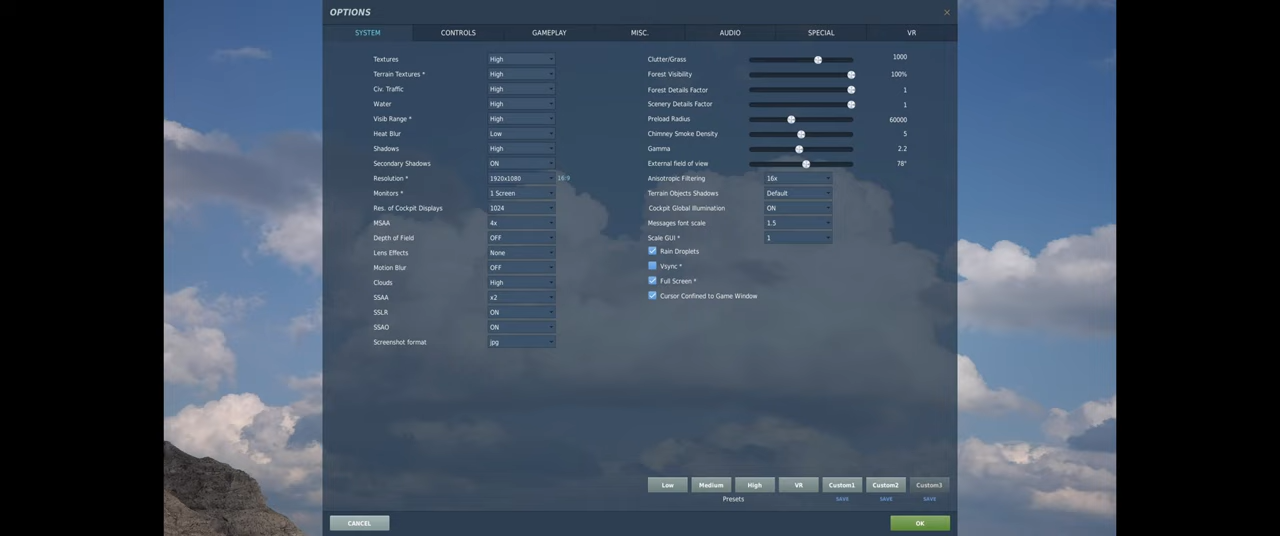 OPTIONS
SYSTEM CONTROLS GAMEPLAY MISC. AUDIO SPECIAL VR
Textures High
Terrain Textures * High
Civ. Traffic High
Water High
Visib Range * High
Heat Blur Low
Shadows High
Secondary Shadows ON
Resolution * 1920x1080 16:9
Monitors * 1 Screen
Res. of Cockpit Displays 1024
MSAA 4x
Depth of Field OFF
Lens Effects None
Motion Blur OFF
Clouds High
SSAA x2
SSLR ON
SSAO ON
Screenshot format jpg
Clutter/Grass 1000
Forest Visibility 100%
Forest Details Factor 1
Scenery Details Factor 1
Preload Radius 60000
Chimney Smoke Density 5
Gamma 2.2
External field of view 78°
Anisotropic Filtering 16x
Terrain Objects Shadows Default
Cockpit Global Illumination ON
Messages font scale 1.5
Scale GUI * 1
Rain Droplets
Vsync *
Full Screen *
Cursor Confined to Game Window
Low Medium High VR Custom1 Custom2 Custom3
Presets SAVE SAVE SAVE
CANCEL OK